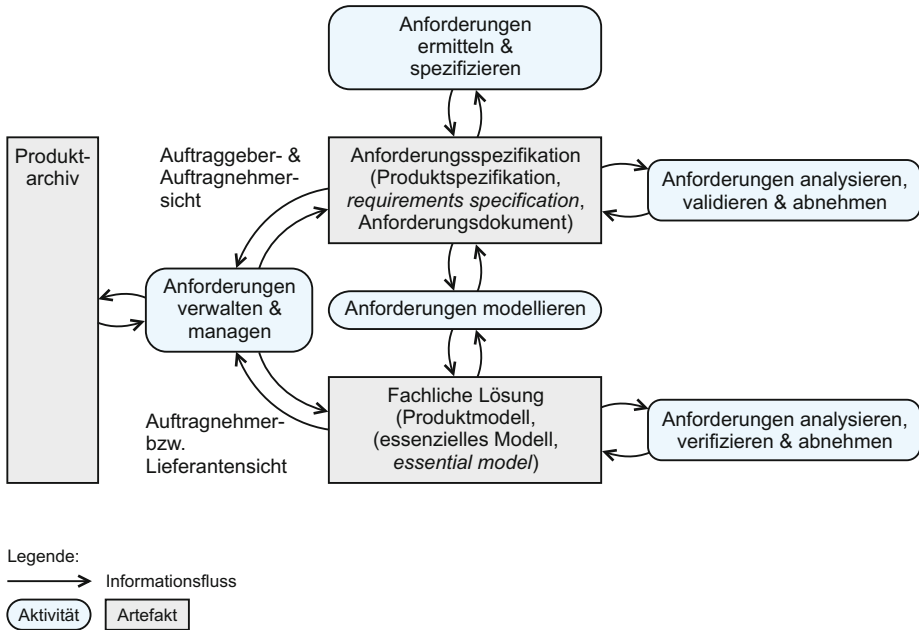 Anforderungen
ermitteln &
spezifizieren
Produkt-
archiv
Auftraggeber- &
Auftragnehmer-
sicht
Anforderungsspezifikation
(Produktspezifikation,
requirements specification,
Anforderungsdokument)
Anforderungen analysieren,
validieren & abnehmen
Anforderungen
verwalten &
managen
Anforderungen modellieren
Auftragnehmer-
bzw.
Lieferantensicht
Fachliche Lösung
(Produktmodell,
(essenzielles Modell,
essential model)
Anforderungen analysieren,
verifizieren & abnehmen
Legende:
Informationsfluss
Aktivität
Artefakt